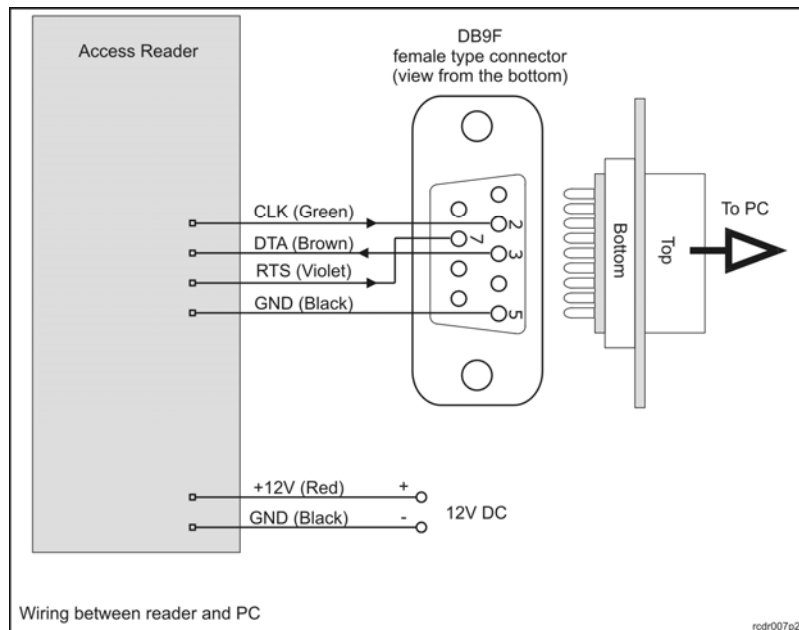 Access Reader
DB9F
female type connector
(view from the bottom)
CLK (Green)
DTA (Brown)
RTS (Violet)
GND (Black)
2
7
3
5
Bottom
Top
To PC
+12V (Red)
+
GND (Black)
-
12V DC
Wiring between reader and PC
rcdr007p2